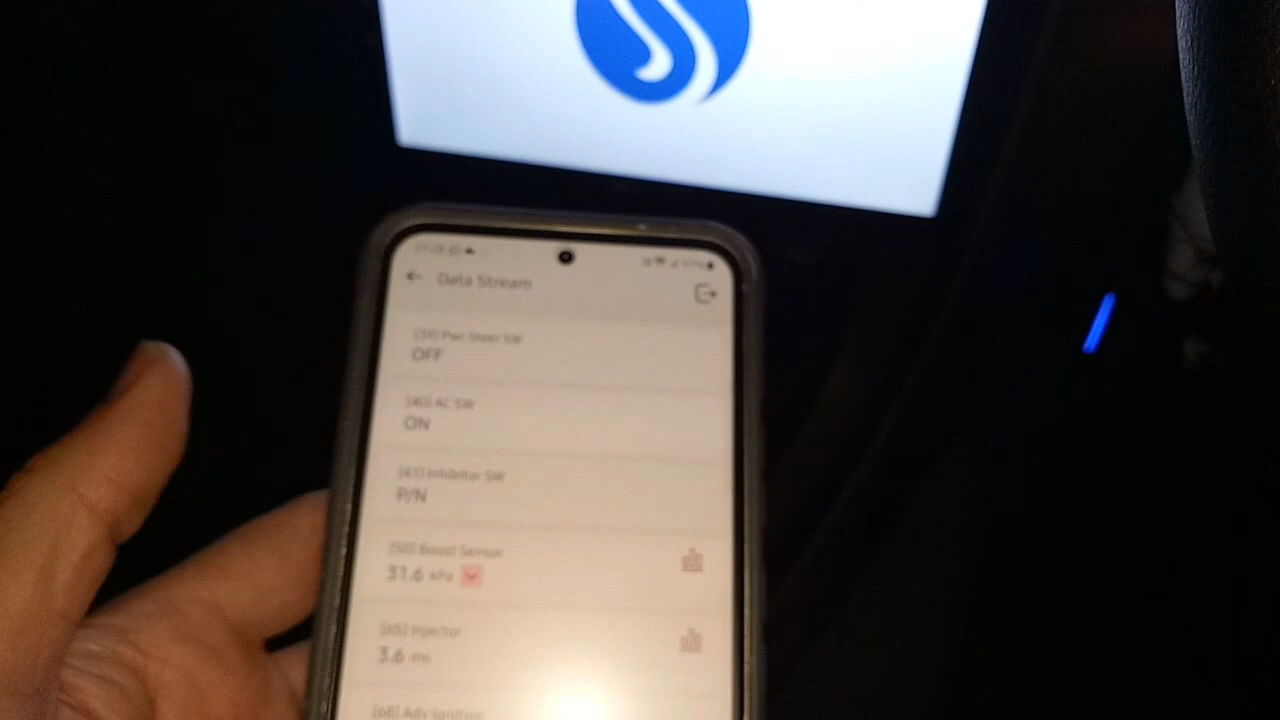 Data Stream
[39] Pwr Steer SW
OFF
[40] AC SW
ON
[41] Inhibitor SW
P/N
[50] Boost Sensor
31.6 kPa
[65] Injector
3.6 ms
[68] Adv Ignition